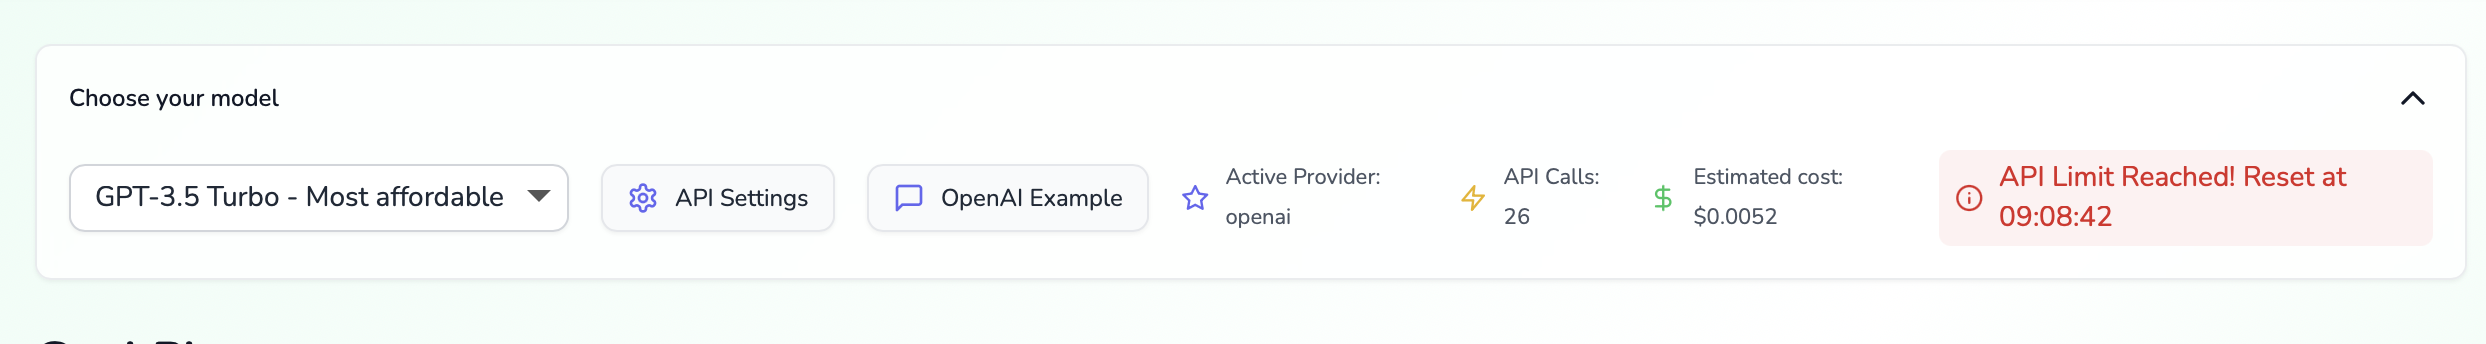 Choose your model
GPT-3.5 Turbo - Most affordable
API Settings
OpenAI Example
Active Provider:
openai
API Calls:
26
Estimated cost:
$0.0052
API Limit Reached! Reset at
09:08:42